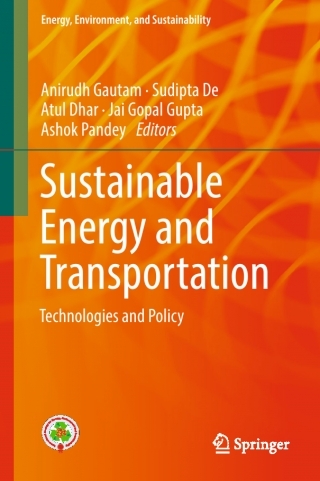 Energy, Environment, and Sustainability
Anirudh Gautam · Sudipta De
Atul Dhar · Jai Gopal Gupta
Ashok Pandey Editors
Sustainable
Energy and
Transportation
Technologies and Policy
Springer